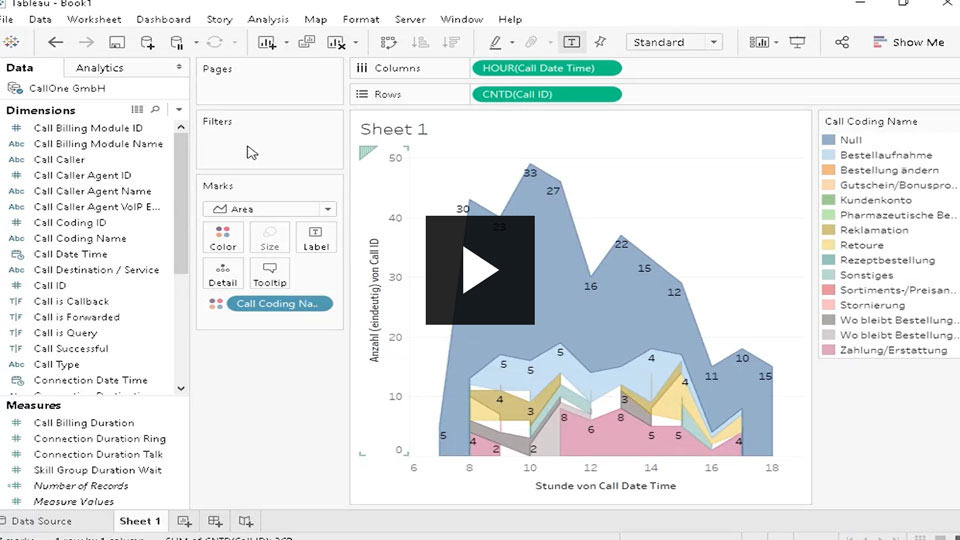 Tableau - Book1
File Data Worksheet Dashboard Story Analysis Map Format Server Window Help
Standard
Show Me
Data Analytics
CallOne GmbH
Dimensions
Call Billing Module ID
Abc Call Billing Module Name
Abc Call Caller
Call Caller Agent ID
Abc Call Caller Agent Name
Abc Call Caller Agent VoIP E...
Call Coding ID
Abc Call Coding Name
Call Date Time
Abc Call Destination / Service
Call ID
T|F Call is Callback
T|F Call is Forwarded
T|F Call is Query
T|F Call Successful
Abc Call Type
Connection Date Time
Measures
# Call Billing Duration
# Connection Duration Ring
# Connection Duration Talk
# Skill Group Duration Wait
Number of Records
# Measure Values
Pages
Filters
Marks
Area
Color Size Label
Detail Tooltip
Call Coding Na..
Columns HOUR(Call Date Time)
Rows CNTD(Call ID)
Sheet 1
Anzahl (eindeutig) von Call ID
50
40
30
20
10
0
33
27
30
23
22
16
15
12
5
5
5
4
11
10
15
4
3
3
4
5
4
2
2
8
6
8
5
5
4
6 8 10 12 14 16 18
Stunde von Call Date Time
Call Coding Name
Null
Bestellaufnahme
Bestellung ändern
Gutschein/Bonuspro...
Kundenkonto
Pharmazeutische Be...
Reklamation
Retoure
Rezeptbestellung
Sonstiges
Sortiments-/Preisan...
Stornierung
Wo bleibt Bestellung...
Wo bleibt Bestellung...
Zahlung/Erstattung
Data Source Sheet 1